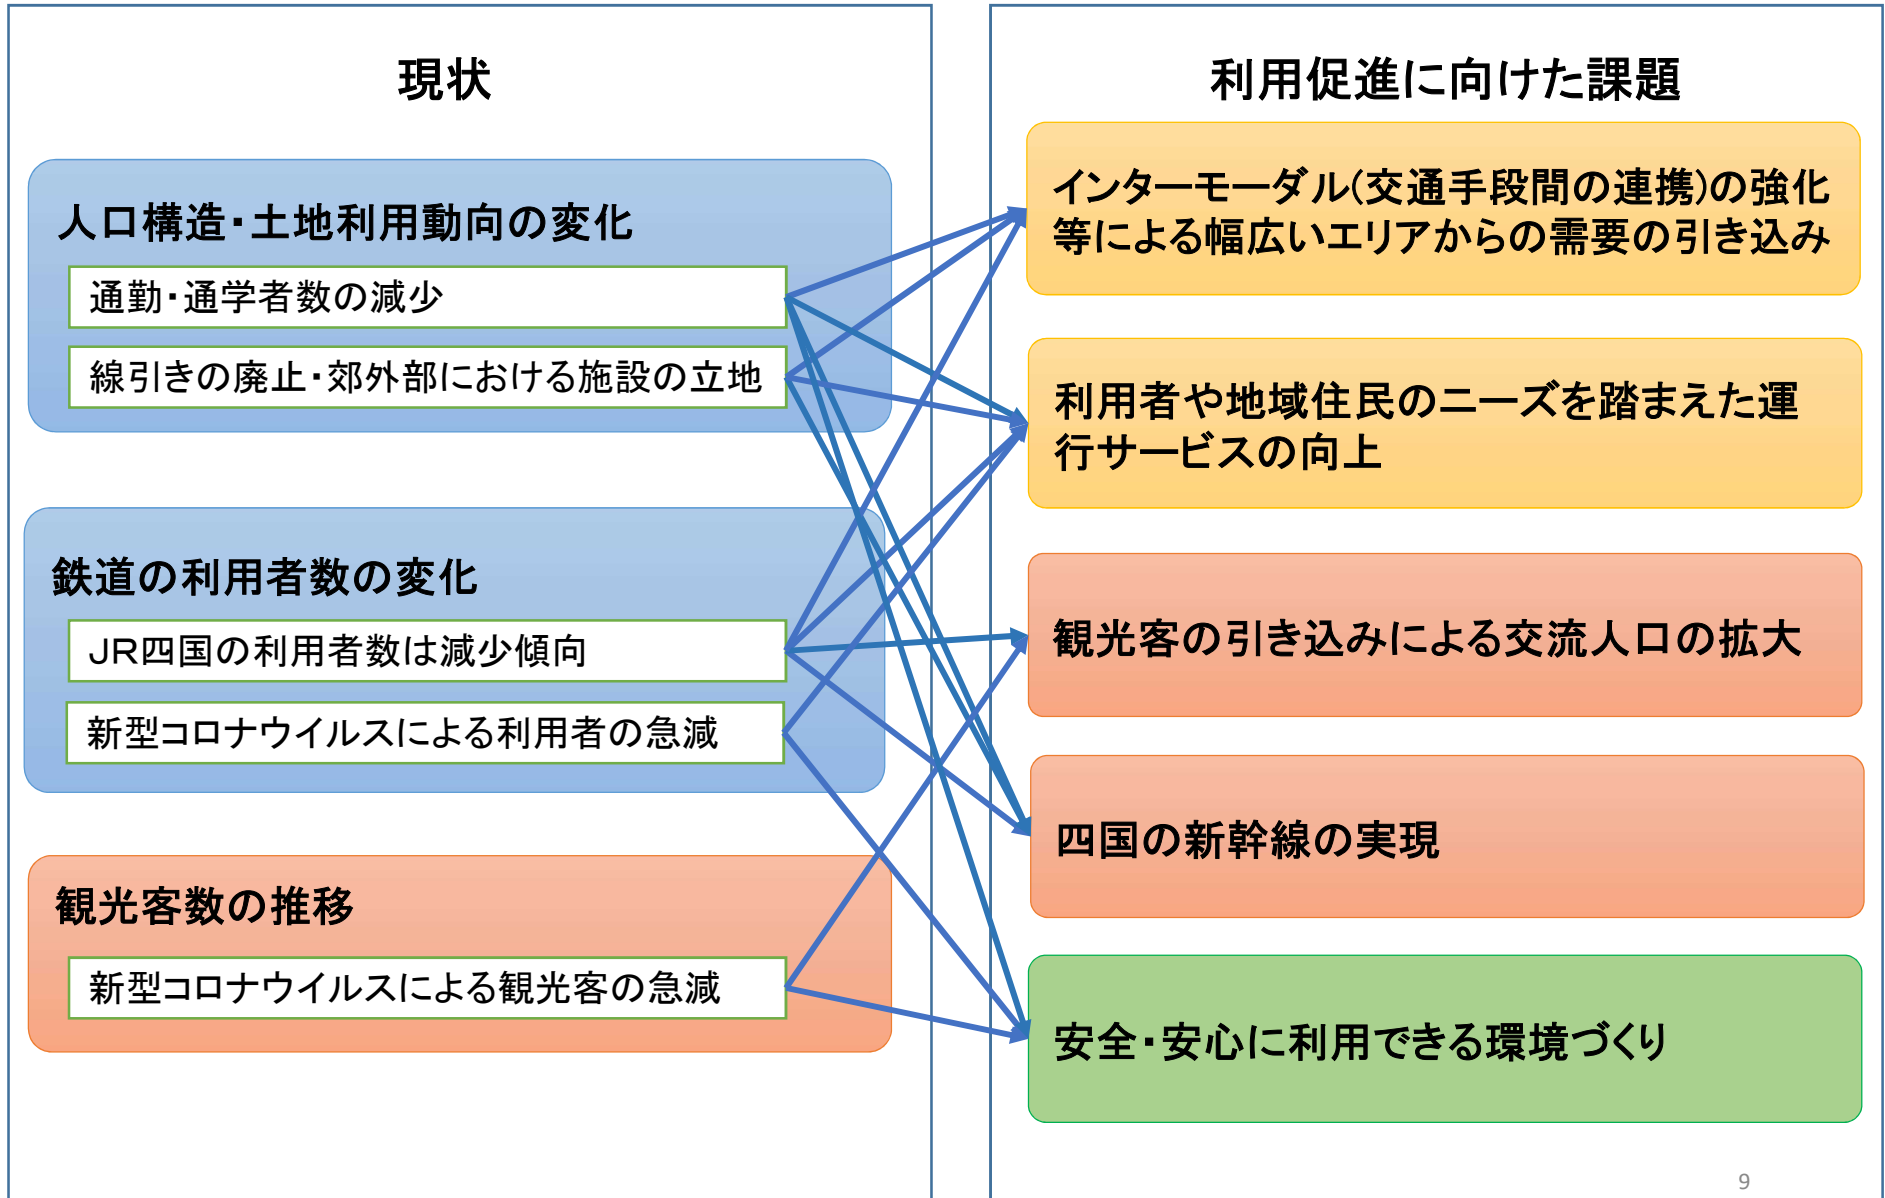 現状
人口構造・土地利用動向の変化
通勤・通学者数の減少
線引きの廃止・郊外部における施設の立地
鉄道の利用者数の変化
JR四国の利用者数は減少傾向
新型コロナウイルスによる利用者の急減
観光客数の推移
新型コロナウイルスによる観光客の急減
利用促進に向けた課題
インターモーダル(交通手段間の連携)の強化
等による幅広いエリアからの需要の引き込み
利用者や地域住民のニーズを踏まえた運
行サービスの向上
観光客の引き込みによる交流人口の拡大
四国の新幹線の実現
安全・安心に利用できる環境づくり
9